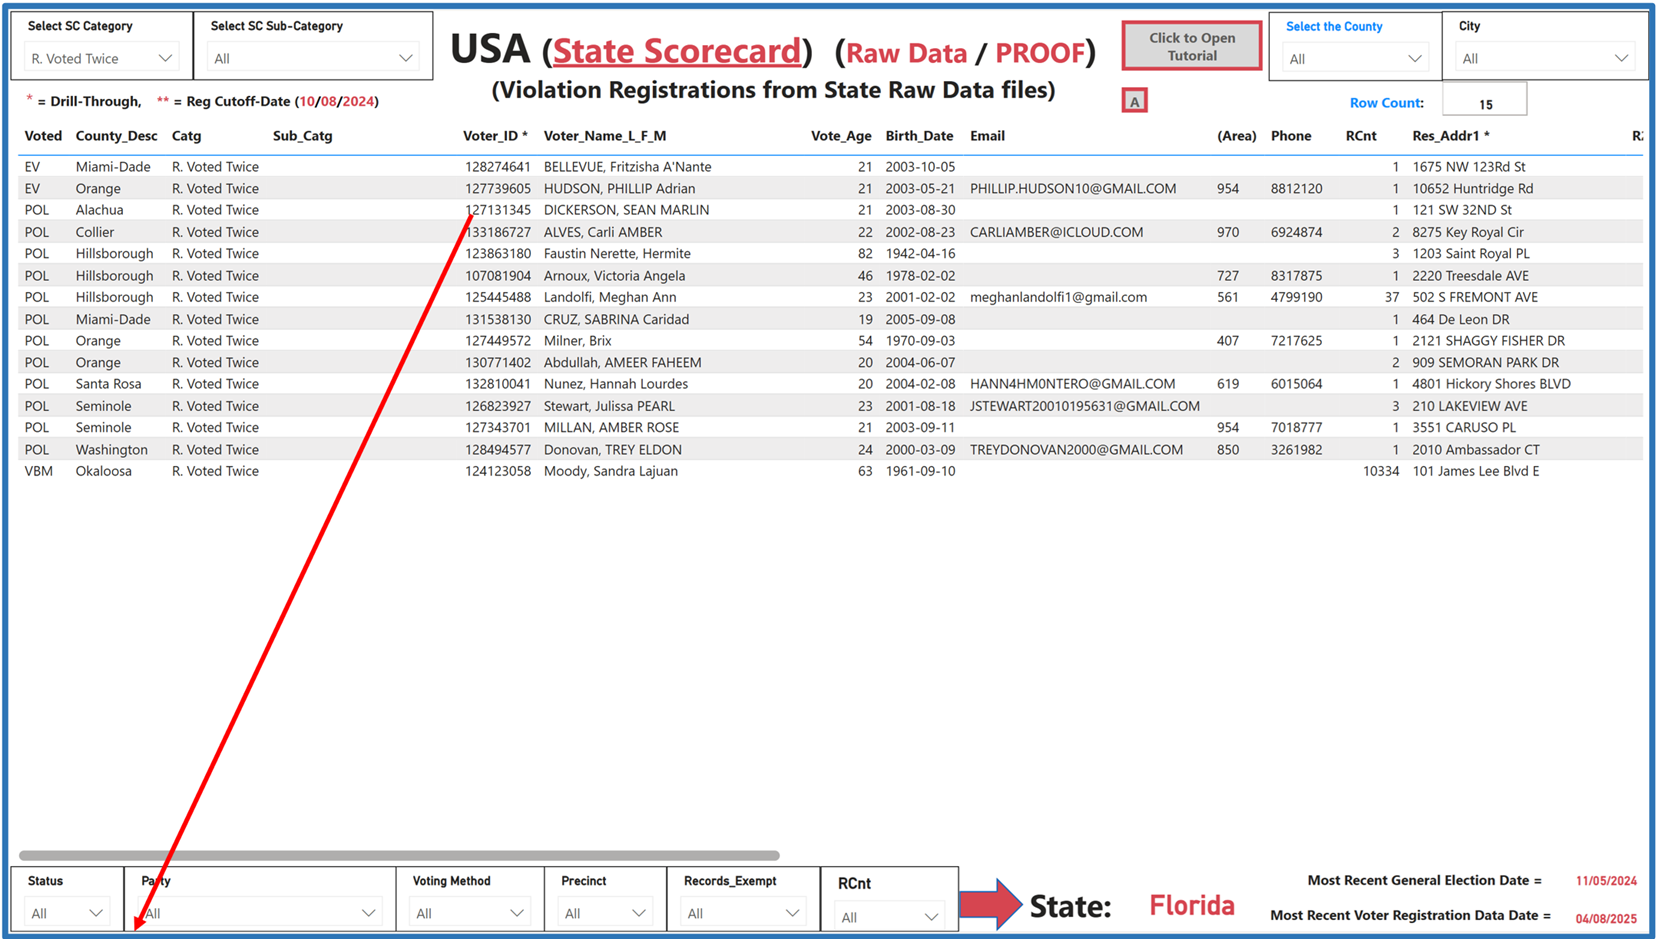 Select SC Category
R. Voted Twice
Select SC Sub-Category
All
USA (State Scorecard) (Raw Data / PROOF)
(Violation Registrations from State Raw Data files)
Click to Open Tutorial
A
Select the County
All
City
All
* = Drill-Through, ** = Reg Cutoff-Date (10/08/2024)
Row Count: 15
Voted County_Desc Catg Sub_Catg Voter_ID * Voter_Name_L_F_M Vote_Age Birth_Date Email (Area) Phone RCnt Res_Addr1 *
EV Miami-Dade R. Voted Twice 128274641 BELLEVUE, Fritzisha A'Nante 21 2003-10-05 1 1675 NW 123Rd St
EV Orange R. Voted Twice 127739605 HUDSON, PHILLIP Adrian 21 2003-05-21 PHILLIP.HUDSON10@GMAIL.COM 954 8812120 1 10652 Huntridge Rd
POL Alachua R. Voted Twice 127131345 DICKERSON, SEAN MARLIN 21 2003-08-30 1 121 SW 32ND St
POL Collier R. Voted Twice 133186727 ALVES, Carli AMBER 22 2002-08-23 CARLIAMBER@ICLOUD.COM 970 6924874 2 8275 Key Royal Cir
POL Hillsborough R. Voted Twice 123863180 Faustin Nerette, Hermite 82 1942-04-16 3 1203 Saint Royal PL
POL Hillsborough R. Voted Twice 107081904 Arnoux, Victoria Angela 46 1978-02-02 727 8317875 1 2220 Treesdale AVE
POL Hillsborough R. Voted Twice 125445488 Landolfi, Meghan Ann 23 2001-02-02 meghanlandolfi1@gmail.com 561 4799190 37 502 S FREMONT AVE
POL Miami-Dade R. Voted Twice 131538130 CRUZ, SABRINA Caridad 19 2005-09-08 1 464 De Leon DR
POL Orange R. Voted Twice 127449572 Milner, Brix 54 1970-09-03 407 7217625 1 2121 SHAGGY FISHER DR
POL Orange R. Voted Twice 130771402 Abdullah, AMEER FAHEEM 20 2004-06-07 2 909 SEMORAN PARK DR
POL Santa Rosa R. Voted Twice 132810041 Nunez, Hannah Lourdes 20 2004-02-08 HANN4HM0NTERO@GMAIL.COM 619 6015064 1 4801 Hickory Shores BLVD
POL Seminole R. Voted Twice 126823927 Stewart, Julissa PEARL 23 2001-08-18 JSTEWART20010195631@GMAIL.COM 3 210 LAKEVIEW AVE
POL Seminole R. Voted Twice 127343701 MILLAN, AMBER ROSE 21 2003-09-11 954 7018777 1 3551 CARUSO PL
POL Washington R. Voted Twice 128494577 Donovan, TREY ELDON 24 2000-03-09 TREYDONOVAN2000@GMAIL.COM 850 3261982 1 2010 Ambassador CT
VBM Okaloosa R. Voted Twice 124123058 Moody, Sandra Lajuan 63 1961-09-10 10334 101 James Lee Blvd E
Status
All
Party
All
Voting Method
All
Precinct
All
Records_Exempt
All
RCnt
All
State: Florida
Most Recent General Election Date = 11/05/2024
Most Recent Voter Registration Data Date = 04/08/2025